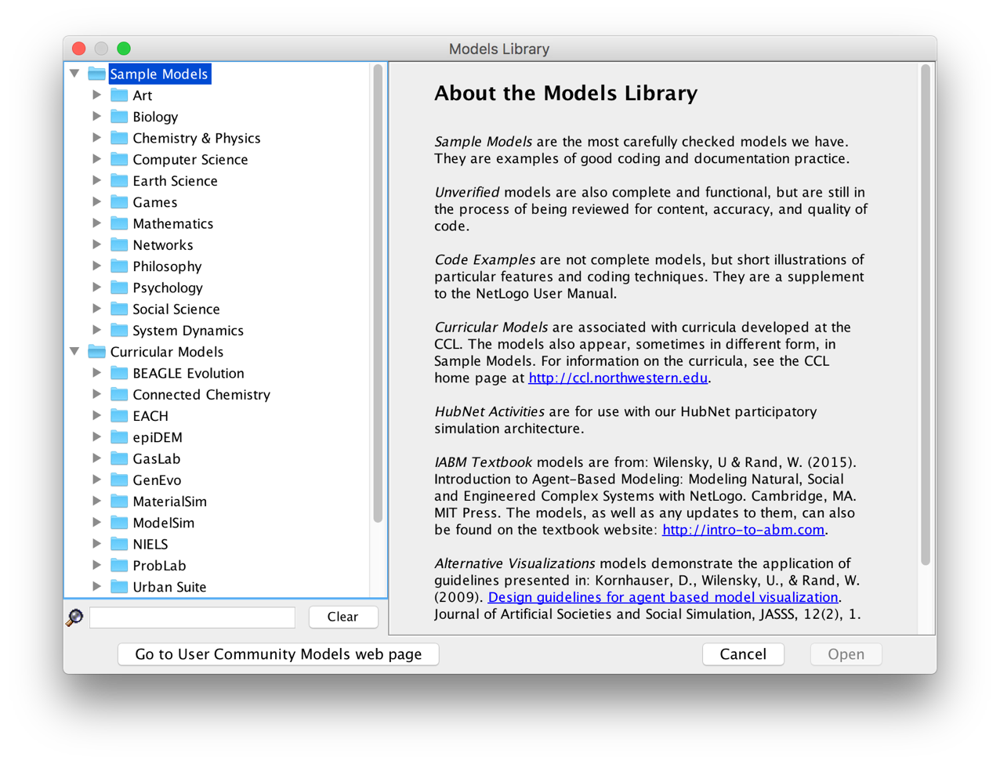 Models Library
Sample Models
Art
Biology
Chemistry & Physics
Computer Science
Earth Science
Games
Mathematics
Networks
Philosophy
Psychology
Social Science
System Dynamics
Curricular Models
BEAGLE Evolution
Connected Chemistry
EACH
epiDEM
GasLab
GenEvo
MaterialSim
ModelSim
NIELS
ProbLab
Urban Suite
Clear
About the Models Library
Sample Models are the most carefully checked models we have.
They are examples of good coding and documentation practice.
Unverified models are also complete and functional, but are still in
the process of being reviewed for content, accuracy, and quality of
code.
Code Examples are not complete models, but short illustrations of
particular features and coding techniques. They are a supplement
to the NetLogo User Manual.
Curricular Models are associated with curricula developed at the
CCL. The models also appear, sometimes in different form, in
Sample Models. For information on the curricula, see the CCL
home page at http://ccl.northwestern.edu.
HubNet Activities are for use with our HubNet participatory
simulation architecture.
IABM Textbook models are from: Wilensky, U & Rand, W. (2015).
Introduction to Agent-Based Modeling: Modeling Natural, Social
and Engineered Complex Systems with NetLogo. Cambridge, MA.
MIT Press. The models, as well as any updates to them, can also
be found on the textbook website: http://intro-to-abm.com.
Alternative Visualizations models demonstrate the application of
guidelines presented in: Kornhauser, D., Wilensky, U., & Rand, W.
(2009). Design guidelines for agent based model visualization.
Journal of Artificial Societies and Social Simulation, JASSS, 12(2), 1.
Go to User Community Models web page
Cancel
Open